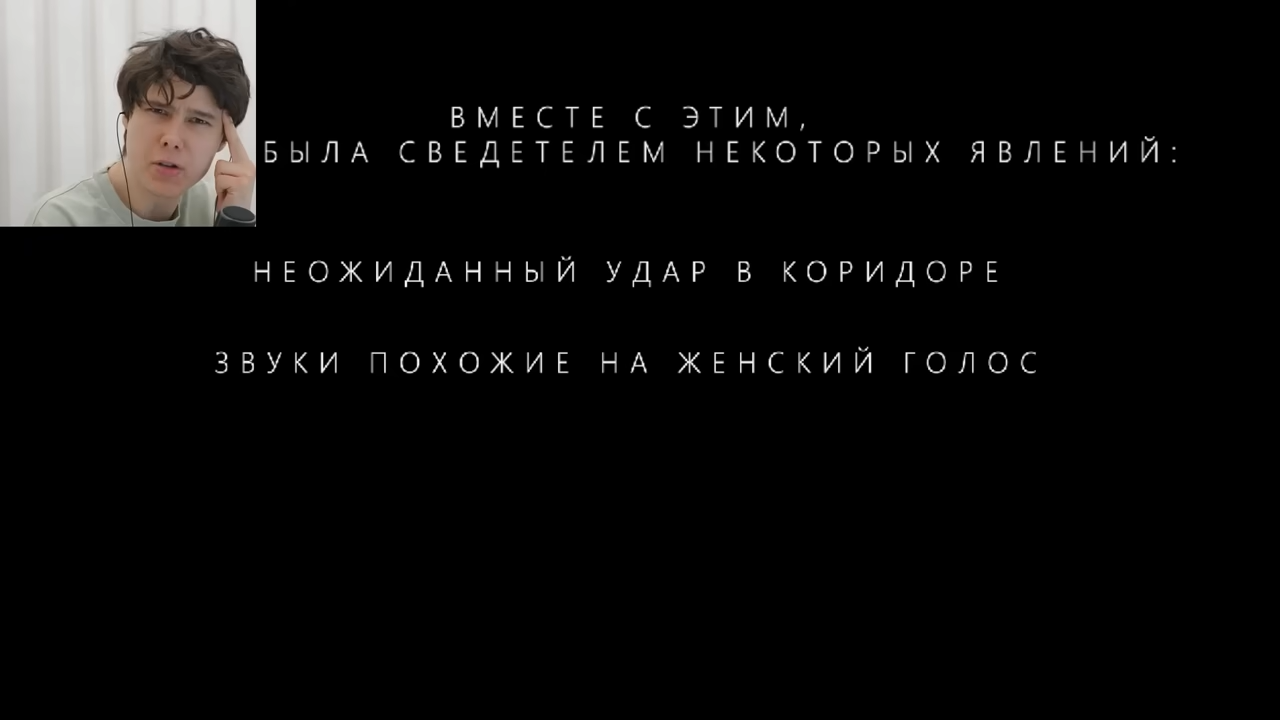 ВМЕСТЕ С ЭТИМ,
БЫЛА СВЕДЕТЕЛЕМ НЕКОТОРЫХ ЯВЛЕНИЙ:
НЕОЖИДАННЫЙ УДАР В КОРИДОРЕ
ЗВУКИ ПОХОЖИЕ НА ЖЕНСКИЙ ГОЛОС